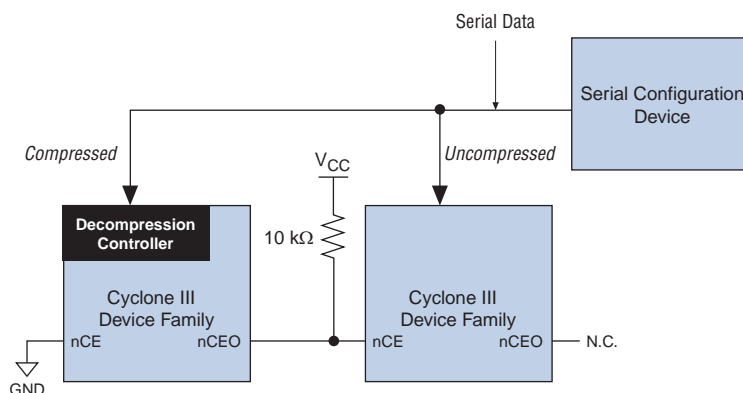 Serial Data
Serial Configuration
Device
Compressed
Uncompressed
VCC
Decompression
Controller
10 kΩ
Cyclone III
Device Family
nCE
nCEO
Cyclone III
Device Family
nCE
nCEO
N.C.
GND